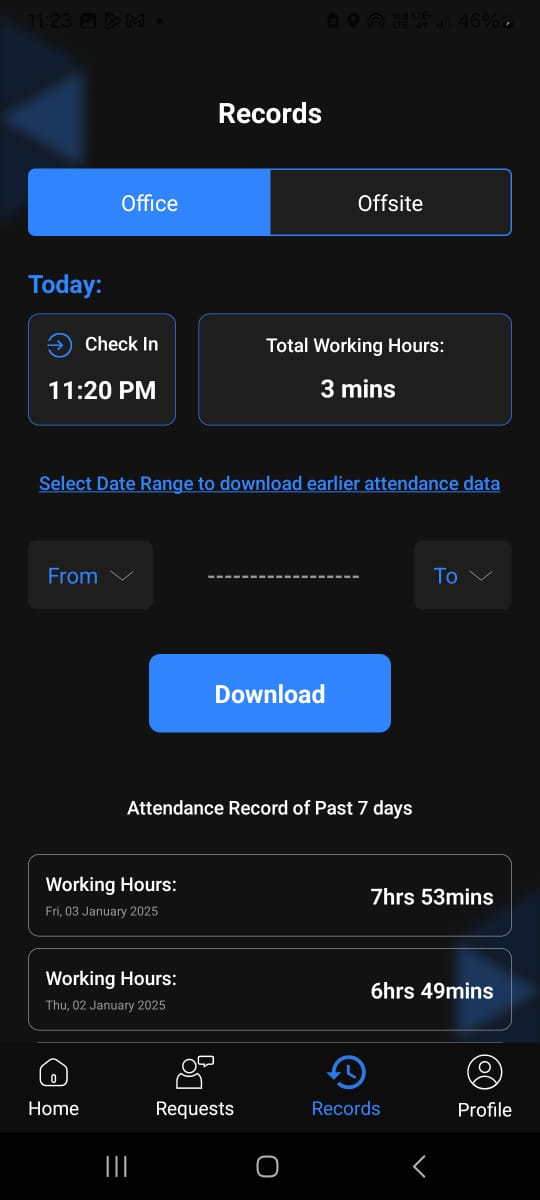 11:23
46%
Records
Office
Offsite
Today:
Check In
11:20 PM
Total Working Hours:
3 mins
Select Date Range to download earlier attendance data
From
------------------
To
Download
Attendance Record of Past 7 days
Working Hours:
7hrs 53mins
Fri, 03 January 2025
Working Hours:
6hrs 49mins
Thu, 02 January 2025
Home
Requests
Records
Profile